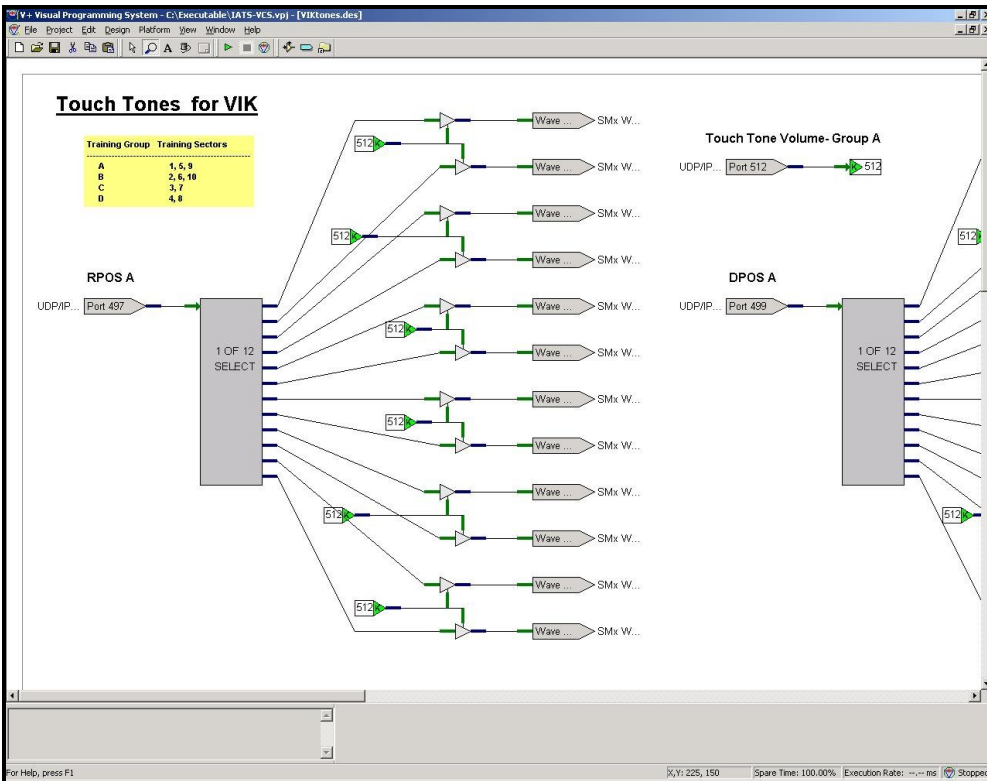 V+ Visual Programming System - C:\Executable\IATS-VCS.vpj - [VIKtones.des]
File Project Edit Design Platform View Window Help
Touch Tones for VIK
Training Group Training Sectors
A 1, 5, 9
B 2, 6, 10
C 3, 7
D 4, 8
Touch Tone Volume- Group A
UDP/IP... Port 512 K 512
RPOS A
UDP/IP... Port 497
1 OF 12
SELECT
512 K
Wave ... SMx W...
Wave ... SMx W...
512 K
Wave ... SMx W...
Wave ... SMx W...
512 K
Wave ... SMx W...
Wave ... SMx W...
512 K
Wave ... SMx W...
Wave ... SMx W...
512 K
Wave ... SMx W...
Wave ... SMx W...
512 K
Wave ... SMx W...
Wave ... SMx W...
DPOS A
UDP/IP... Port 499
1 OF 12
SELECT
512
512 K
For Help, press F1
X,Y: 225, 150 Spare Time: 100.00% Execution Rate: --.-- ms Stopped